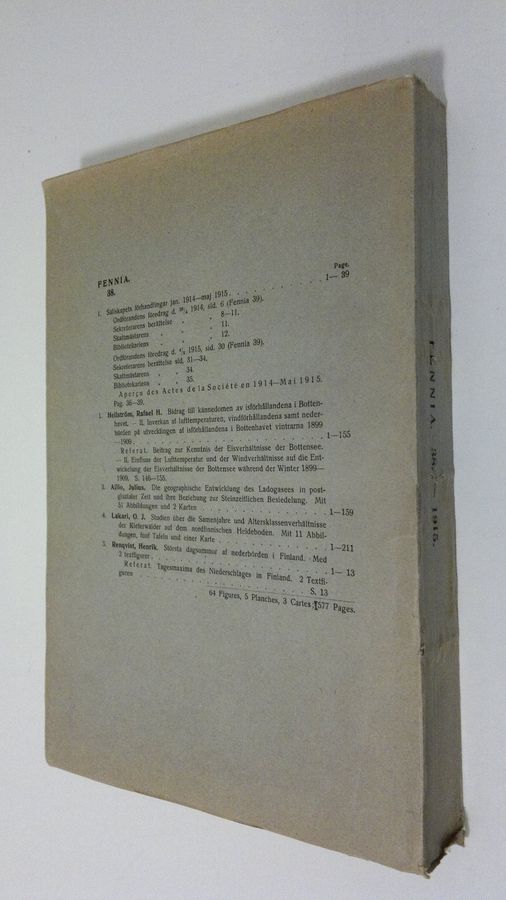 FENNIA.
38.
Page.
1. Sällskapets förhandlingar jan. 1914—maj 1915 . . . . . . . . . . 1— 39
Ordförandens föredrag d. 1914, sid. 6 (Fennia 39).
Sekreterarens berättelse „ 8—11.
Skattmästarens „ „ 11.
Bibliotekariens „ „ 12.
Ordförandens föredrag d. 1915, sid. 30 (Fennia 39).
Sekreterarens berättelse sid. 31—34.
Skattmästarens „ „ 34.
Bibliotekariens „ „ 35.
Aperçu des Actes de la Société en 1914—Mai 1915.
Pag. 36—39.
Hellström, Rafael H. Bidrag till kännedomen av isförhållandena i Botten-
havet. — II. Inverkan af lufttemperaturen, vindförhållandena samt neder-
på utvecklingen af isförhållandena i Bottenhavet vintrarna 1899
—1909 . . . . . . . . . . 1—155
Referat. Beitrag zur Kenntnis der Eisverhältnisse der Bottensee.
— II. Einfluss der Lufttemperatur und der Windverhältnisse auf die Ent-
wickelung der Eisverhältnisse der Bottensee während der Winter 1899—
1909. S. 146—155.
3. Ailio, Julius. Die geographische Entwicklung des Ladogasees in post-
glazialer Zeit und ihre Beziehung zur Steinzeitlichen Besiedelung. Mit
51 Abbildungen und 2 Karten . . . . . . . . . . 1—159
4. Lakari, O. J. Studien über die Samenjahre und Altersklassenverhältnisse
der Kieferwälder auf dem nordfinnischen Heideboden. Mit 11 Abbil-
dungen, fünf Tafeln und einer Karte . . . . . . . . . . 1—211
5. Renqvist, Henrik. Största dagsummor af nederbörden i Finland. Med
2 textfigurer . . . . . . . . . . 1— 13
Referat. Tagesmaxima des Niederschlages in Finland. 2 Textfi-
guren . . . . . . . . . . S. 13
64 Figures, 5 Planches, 3 Cartes; 577 Pages.
FENNIA 38. — 1915.